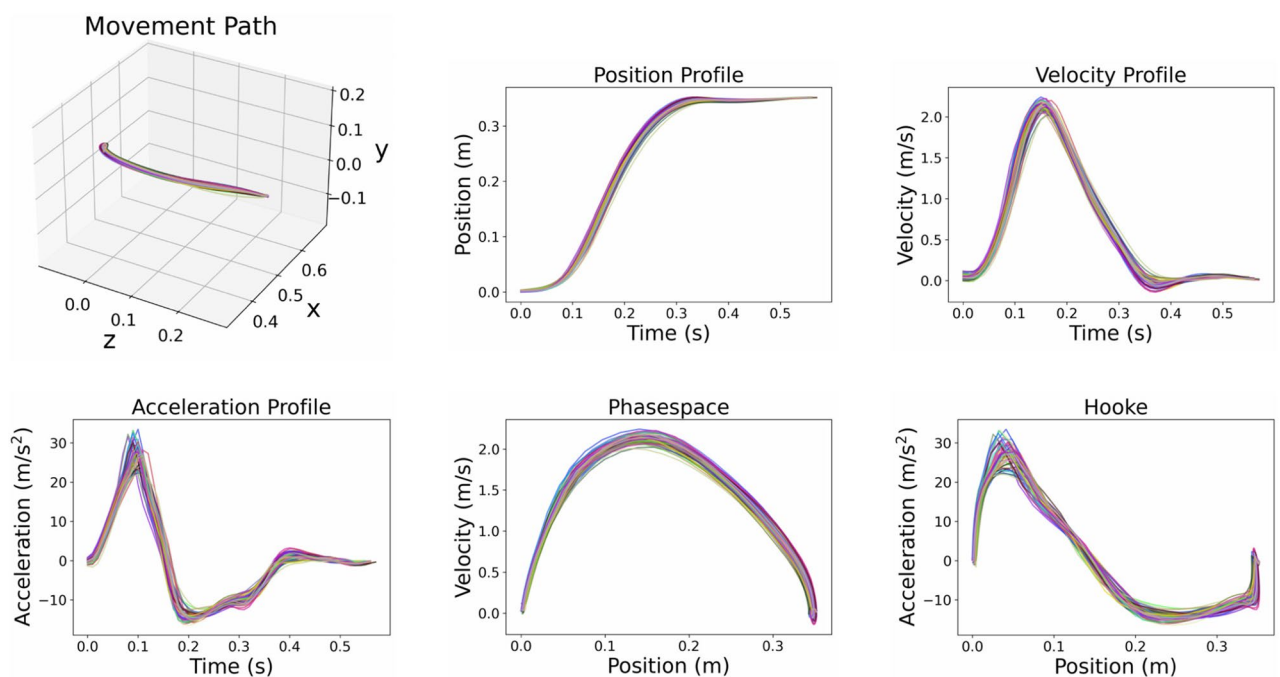 Movement Path
0.2
0.1
0.0
−0.1
y
0.6
0.5
0.4
x
0.0
0.1
0.2
z
Position Profile
0.3
0.2
0.1
0.0
Position (m)
0.0 0.1 0.2 0.3 0.4 0.5
Time (s)
Velocity Profile
2.0
1.5
1.0
0.5
0.0
Velocity (m/s)
0.0 0.1 0.2 0.3 0.4 0.5
Time (s)
Acceleration Profile
30
20
10
0
−10
Acceleration (m/s²)
0.0 0.1 0.2 0.3 0.4 0.5
Time (s)
Phasespace
2.0
1.5
1.0
0.5
0.0
Velocity (m/s)
0.0 0.1 0.2 0.3
Position (m)
Hooke
30
20
10
0
−10
Acceleration (m/s²)
0.0 0.1 0.2 0.3
Position (m)